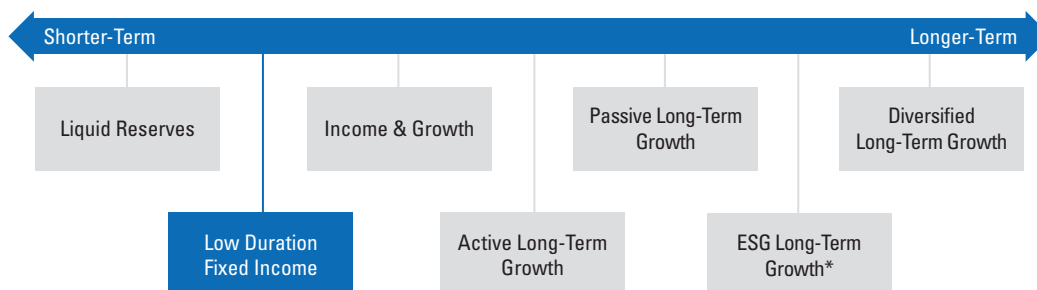 Shorter-Term
Longer-Term
Liquid Reserves
Income & Growth
Passive Long-Term
Growth
Diversified
Long-Term Growth
Low Duration
Fixed Income
Active Long-Term
Growth
ESG Long-Term
Growth*